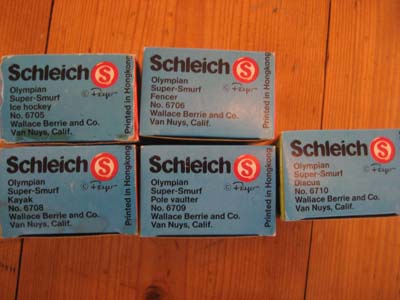 Schleich S
Olympian
Super-Smurf
Ice hockey
No. 6705
Wallace Berrie and Co.
Van Nuys, Calif.
© Peyo
Printed in Hongkong
Schleich S
Olympian
Super-Smurf
Fencer
No. 6706
Wallace Berrie and Co.
Van Nuys, Calif.
© Peyo
Printed in Hongkong
Schleich S
Olympian
Super-Smurf
Kayak
No. 6708
Wallace Berrie and Co.
Van Nuys, Calif.
© Peyo
Printed in Hongkong
Schleich S
Olympian
Super-Smurf
Pole vaulter
No. 6709
Wallace Berrie and Co.
Van Nuys, Calif.
© Peyo
Printed in Hongkong
Schleich S
Olympian
Super-Smurf
Diacus
No. 6710
Wallace Berrie and Co.
Van Nuys, Calif.
© Peyo